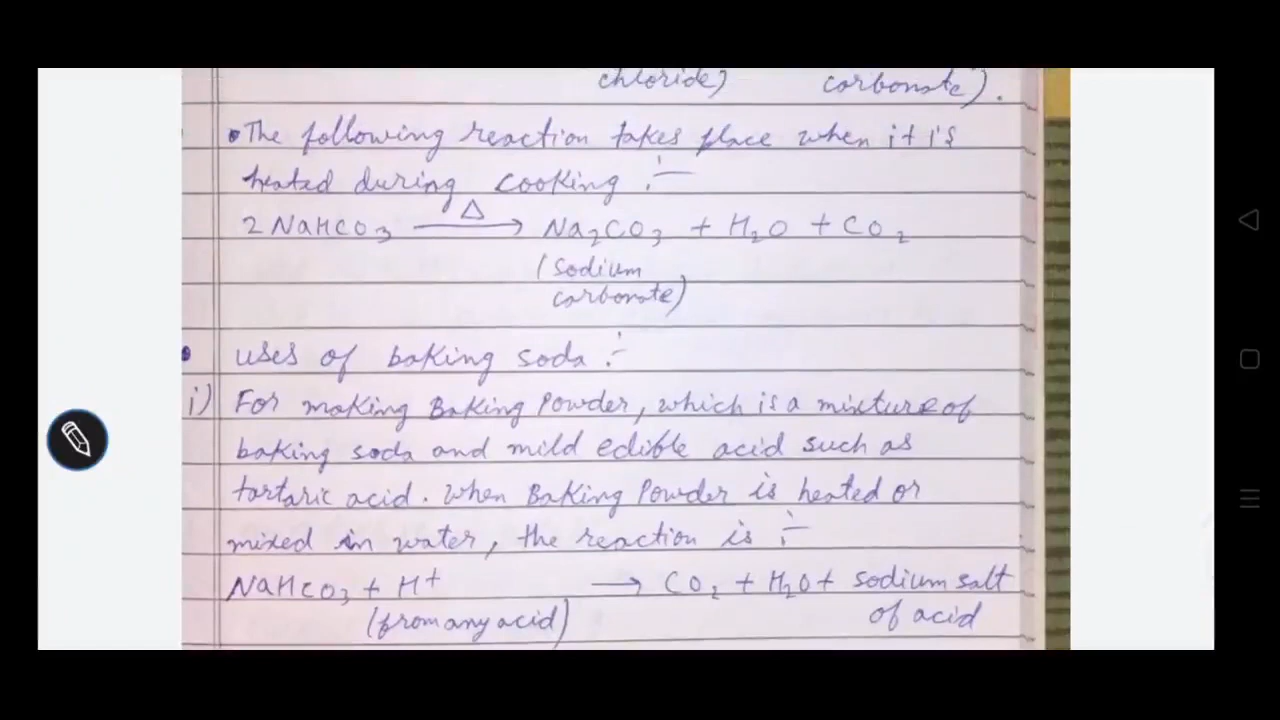 chloride) carbonate).
•The following reaction takes place when it is
heated during cooking :-
2 NaHCO3 —Δ→ Na2CO3 + H2O + CO2
(sodium
carbonate)
• uses of baking soda :-
i) For making Baking Powder, which is a mixture of
baking soda and mild edible acid such as
tartaric acid. When Baking Powder is heated or
mixed in water, the reaction is :-
NaHCO3 + H+ → CO2 + H2O + sodium salt
(from any acid) of acid